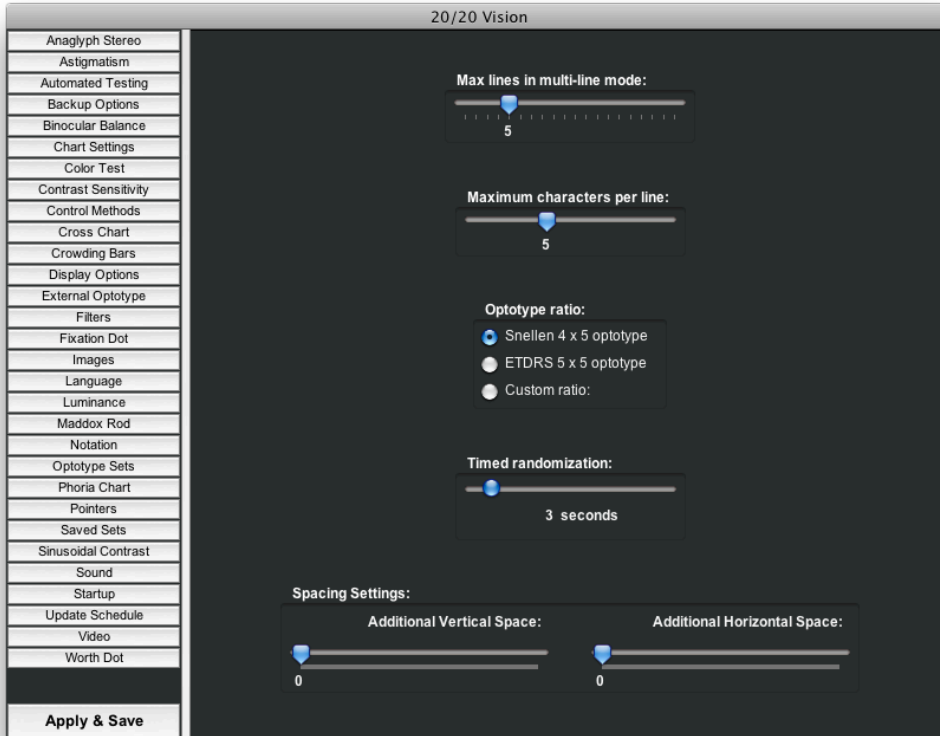 20/20 Vision
Anaglyph Stereo
Astigmatism
Automated Testing
Backup Options
Binocular Balance
Chart Settings
Color Test
Contrast Sensitivity
Control Methods
Cross Chart
Crowding Bars
Display Options
External Optotype
Filters
Fixation Dot
Images
Language
Luminance
Maddox Rod
Notation
Optotype Sets
Phoria Chart
Pointers
Saved Sets
Sinusoidal Contrast
Sound
Startup
Update Schedule
Video
Worth Dot
Apply & Save
Max lines in multi-line mode:
5
Maximum characters per line:
5
Optotype ratio:
Snellen 4 x 5 optotype
ETDRS 5 x 5 optotype
Custom ratio:
Timed randomization:
3 seconds
Spacing Settings:
Additional Vertical Space:
0
Additional Horizontal Space:
0